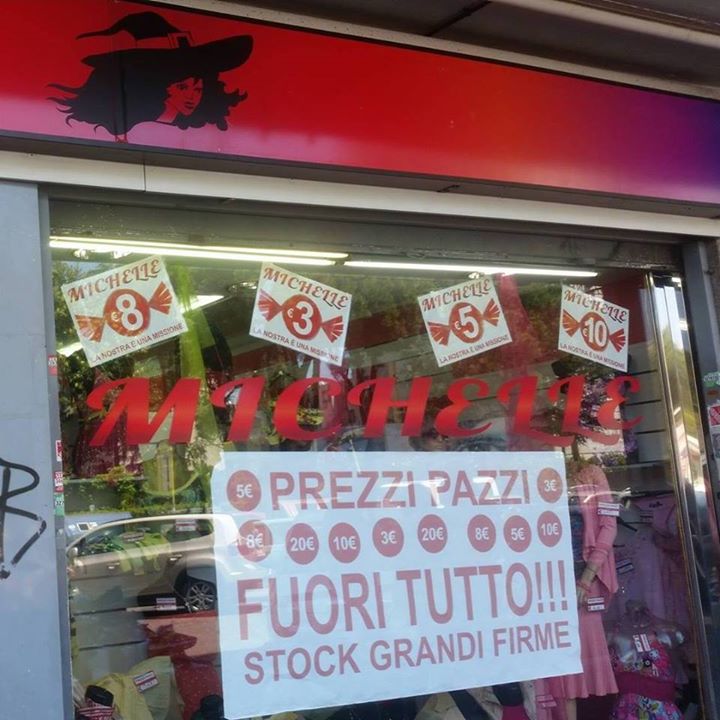 MICHELLE
€8
LA NOSTRA È UNA MISSIONE
MICHELLE
€3
LA NOSTRA È UNA MISSIONE
MICHELLE
€5
LA NOSTRA È UNA MISSIONE
MICHELLE
€10
LA NOSTRA È UNA MISSIONE
MICHELLE
5€ PREZZI PAZZI 3€
8€ 20€ 10€ 3€ 20€ 8€ 5€ 10€
FUORI TUTTO!!!
STOCK GRANDI FIRME